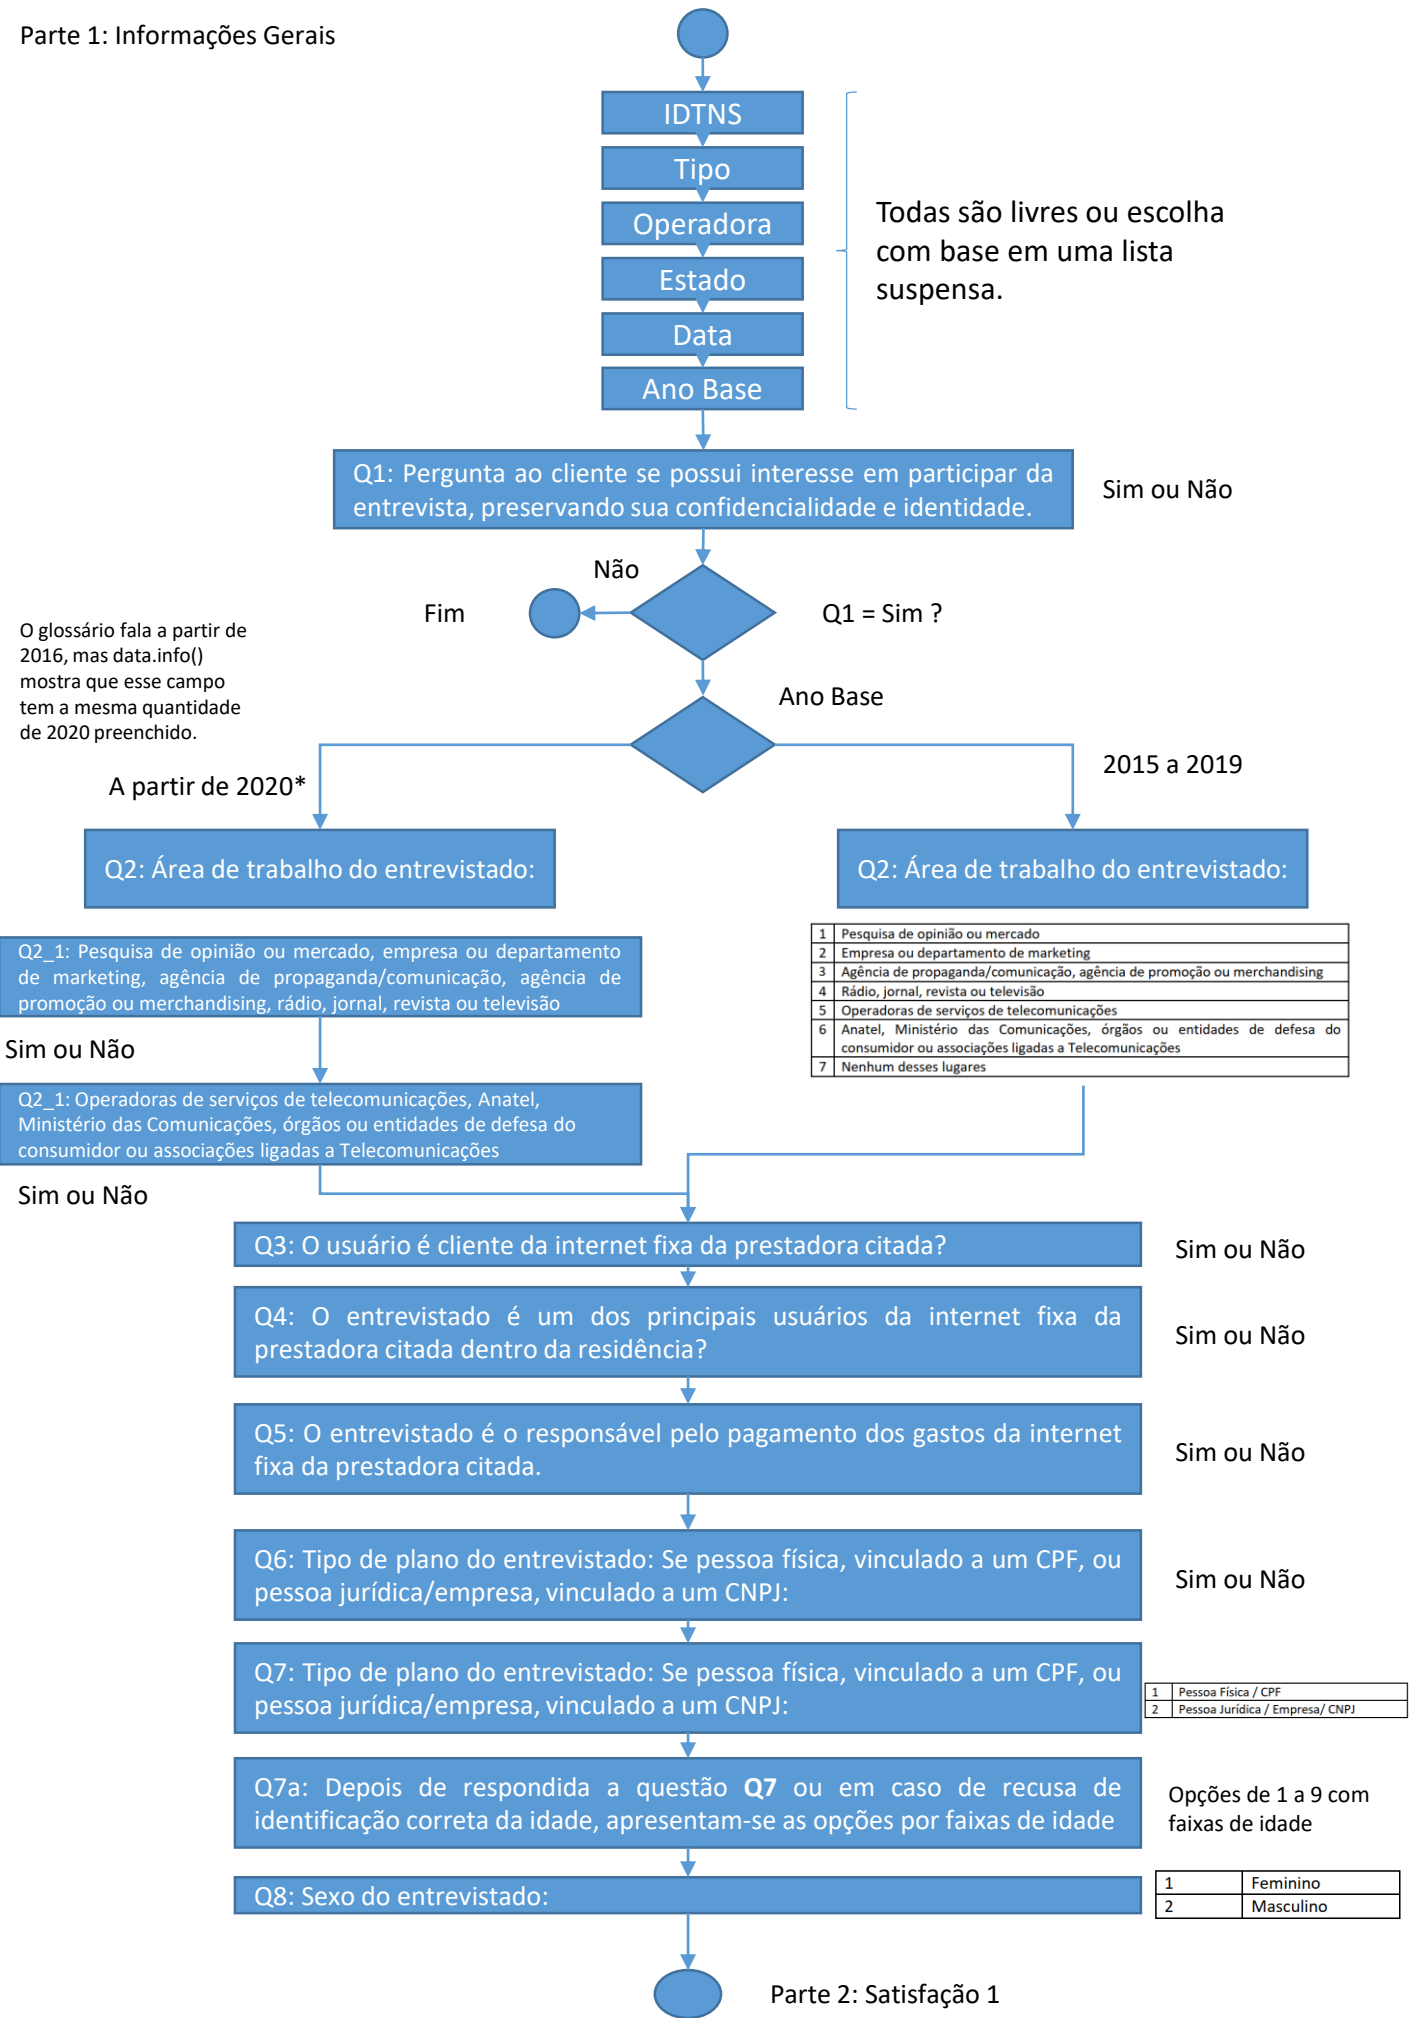 Parte 1: Informações Gerais
IDTNS
Tipo
Operadora
Estado
Data
Ano Base
Todas são livres ou escolha
com base em uma lista
suspensa.
Q1: Pergunta ao cliente se possui interesse em participar da
entrevista, preservando sua confidencialidade e identidade.
Sim ou Não
Não
Fim
Q1 = Sim ?
O glossário fala a partir de
2016, mas data.info()
mostra que esse campo
tem a mesma quantidade
de 2020 preenchido.
Ano Base
A partir de 2020*
2015 a 2019
Q2: Área de trabalho do entrevistado:
Q2: Área de trabalho do entrevistado:
Q2_1: Pesquisa de opinião ou mercado, empresa ou departamento
de marketing, agência de propaganda/comunicação, agência de
promoção ou merchandising, rádio, jornal, revista ou televisão
Sim ou Não
Q2_1: Operadoras de serviços de telecomunicações, Anatel,
Ministério das Comunicações, órgãos ou entidades de defesa do
consumidor ou associações ligadas a Telecomunicações
Sim ou Não
1 Pesquisa de opinião ou mercado
2 Empresa ou departamento de marketing
3 Agência de propaganda/comunicação, agência de promoção ou merchandising
4 Rádio, jornal, revista ou televisão
5 Operadoras de serviços de telecomunicações
6 Anatel, Ministério das Comunicações, órgãos ou entidades de defesa do
consumidor ou associações ligadas a Telecomunicações
7 Nenhum desses lugares
Q3: O usuário é cliente da internet fixa da prestadora citada?
Sim ou Não
Q4: O entrevistado é um dos principais usuários da internet fixa da
prestadora citada dentro da residência?
Sim ou Não
Q5: O entrevistado é o responsável pelo pagamento dos gastos da internet
fixa da prestadora citada.
Sim ou Não
Q6: Tipo de plano do entrevistado: Se pessoa física, vinculado a um CPF, ou
pessoa jurídica/empresa, vinculado a um CNPJ:
Sim ou Não
Q7: Tipo de plano do entrevistado: Se pessoa física, vinculado a um CPF, ou
pessoa jurídica/empresa, vinculado a um CNPJ:
1 Pessoa Física / CPF
2 Pessoa Jurídica / Empresa/ CNPJ
Q7a: Depois de respondida a questão Q7 ou em caso de recusa de
identificação correta da idade, apresentam-se as opções por faixas de idade
Opções de 1 a 9 com
faixas de idade
Q8: Sexo do entrevistado:
1 Feminino
2 Masculino
Parte 2: Satisfação 1